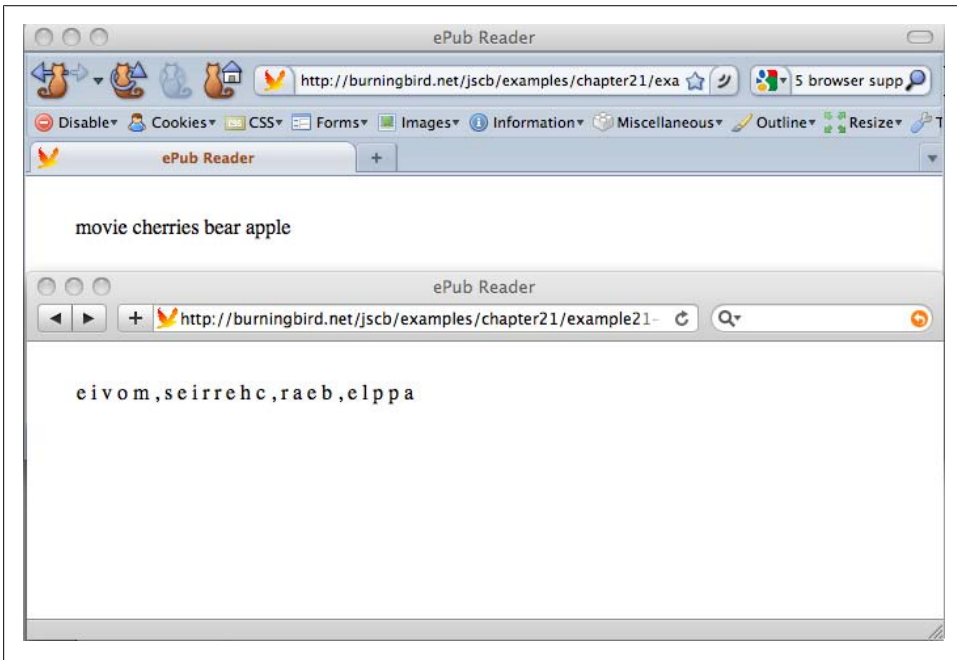 ePub Reader
http://burningbird.net/jscb/examples/chapter21/exa 5 browser supp
Disable Cookies CSS Forms Images Information Miscellaneous Outline Resize T
ePub Reader +
movie cherries bear apple
ePub Reader
+ http://burningbird.net/jscb/examples/chapter21/example21-
e i v o m , s e i r r e h c , r a e b , e l p p a